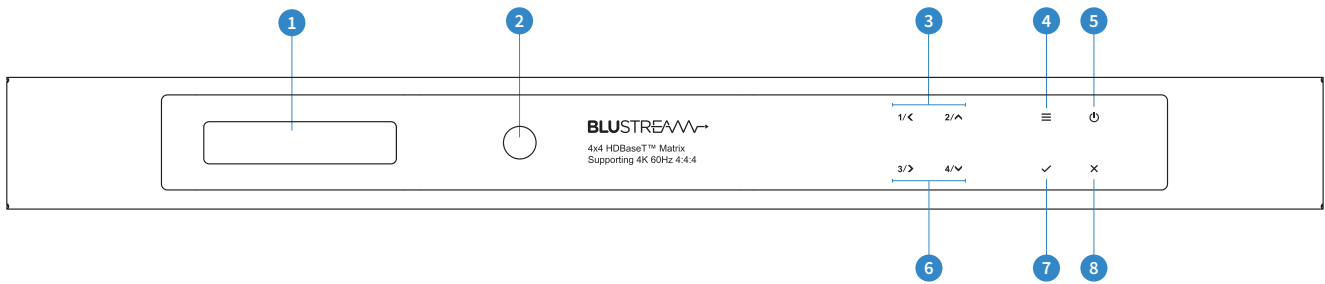 1 2 3 4 5
1/❮ 2/
BLUSTREAM
4x4 HDBaseT™ Matrix
Supporting 4K 60Hz 4:4:4
3/❯ 4/
6 7 8